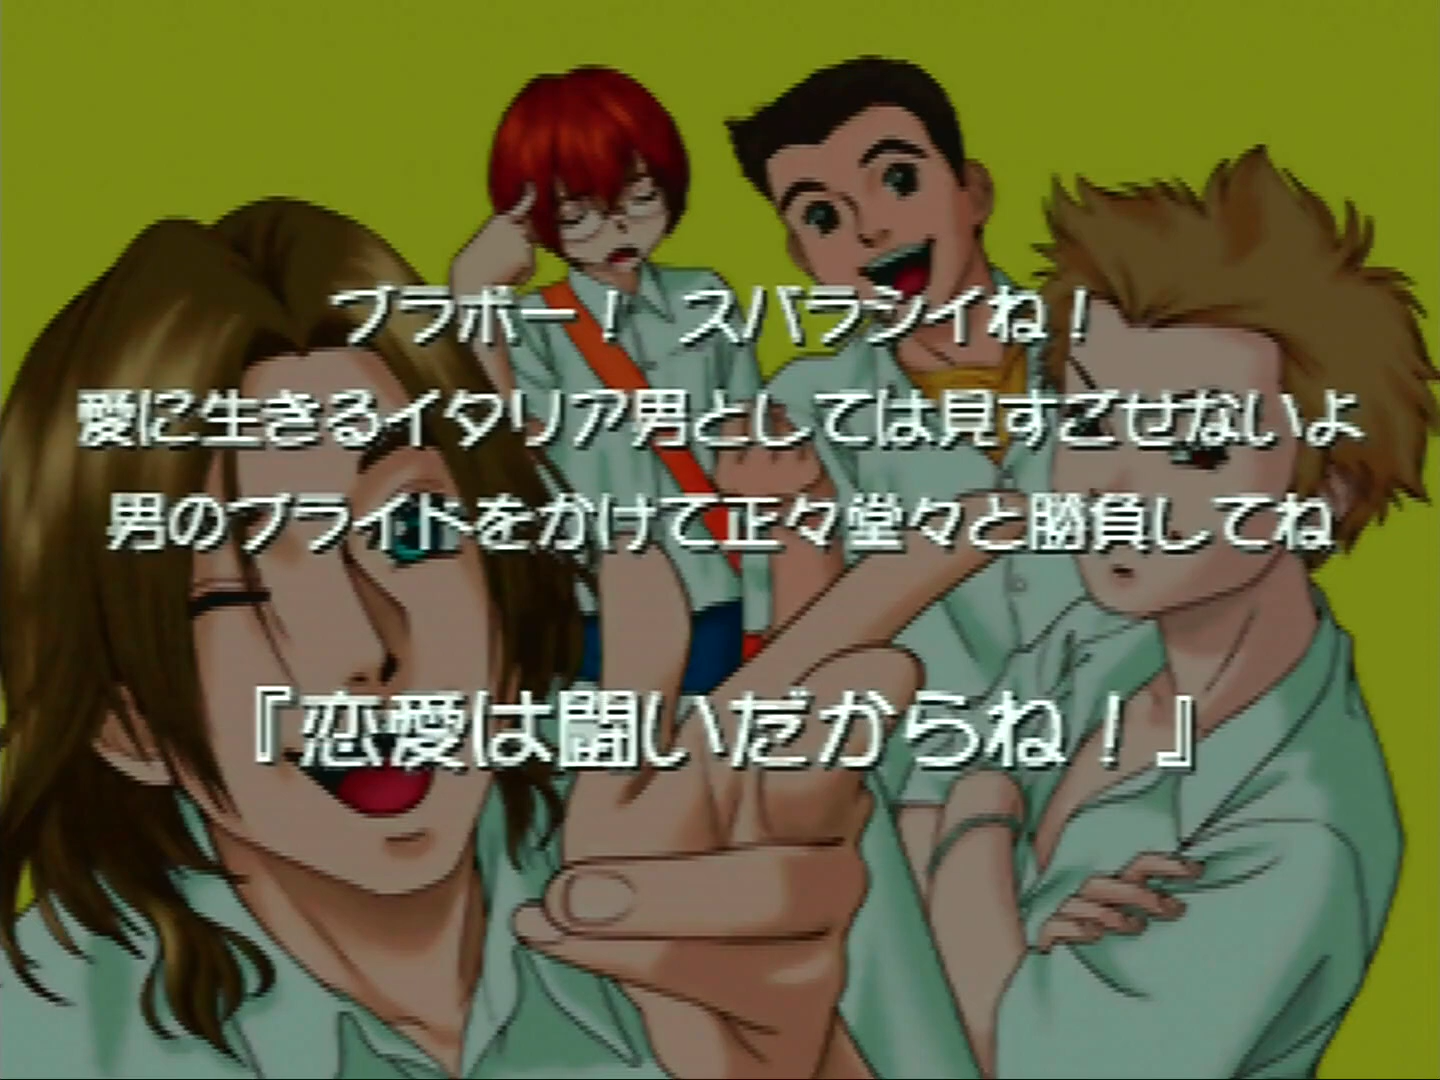 ブラボー！ スバラシイね！
愛に生きるイタリア男としては見すごせないよ
男のプライドをかけて正々堂々と勝負してね
『恋愛は闘いだからね！』